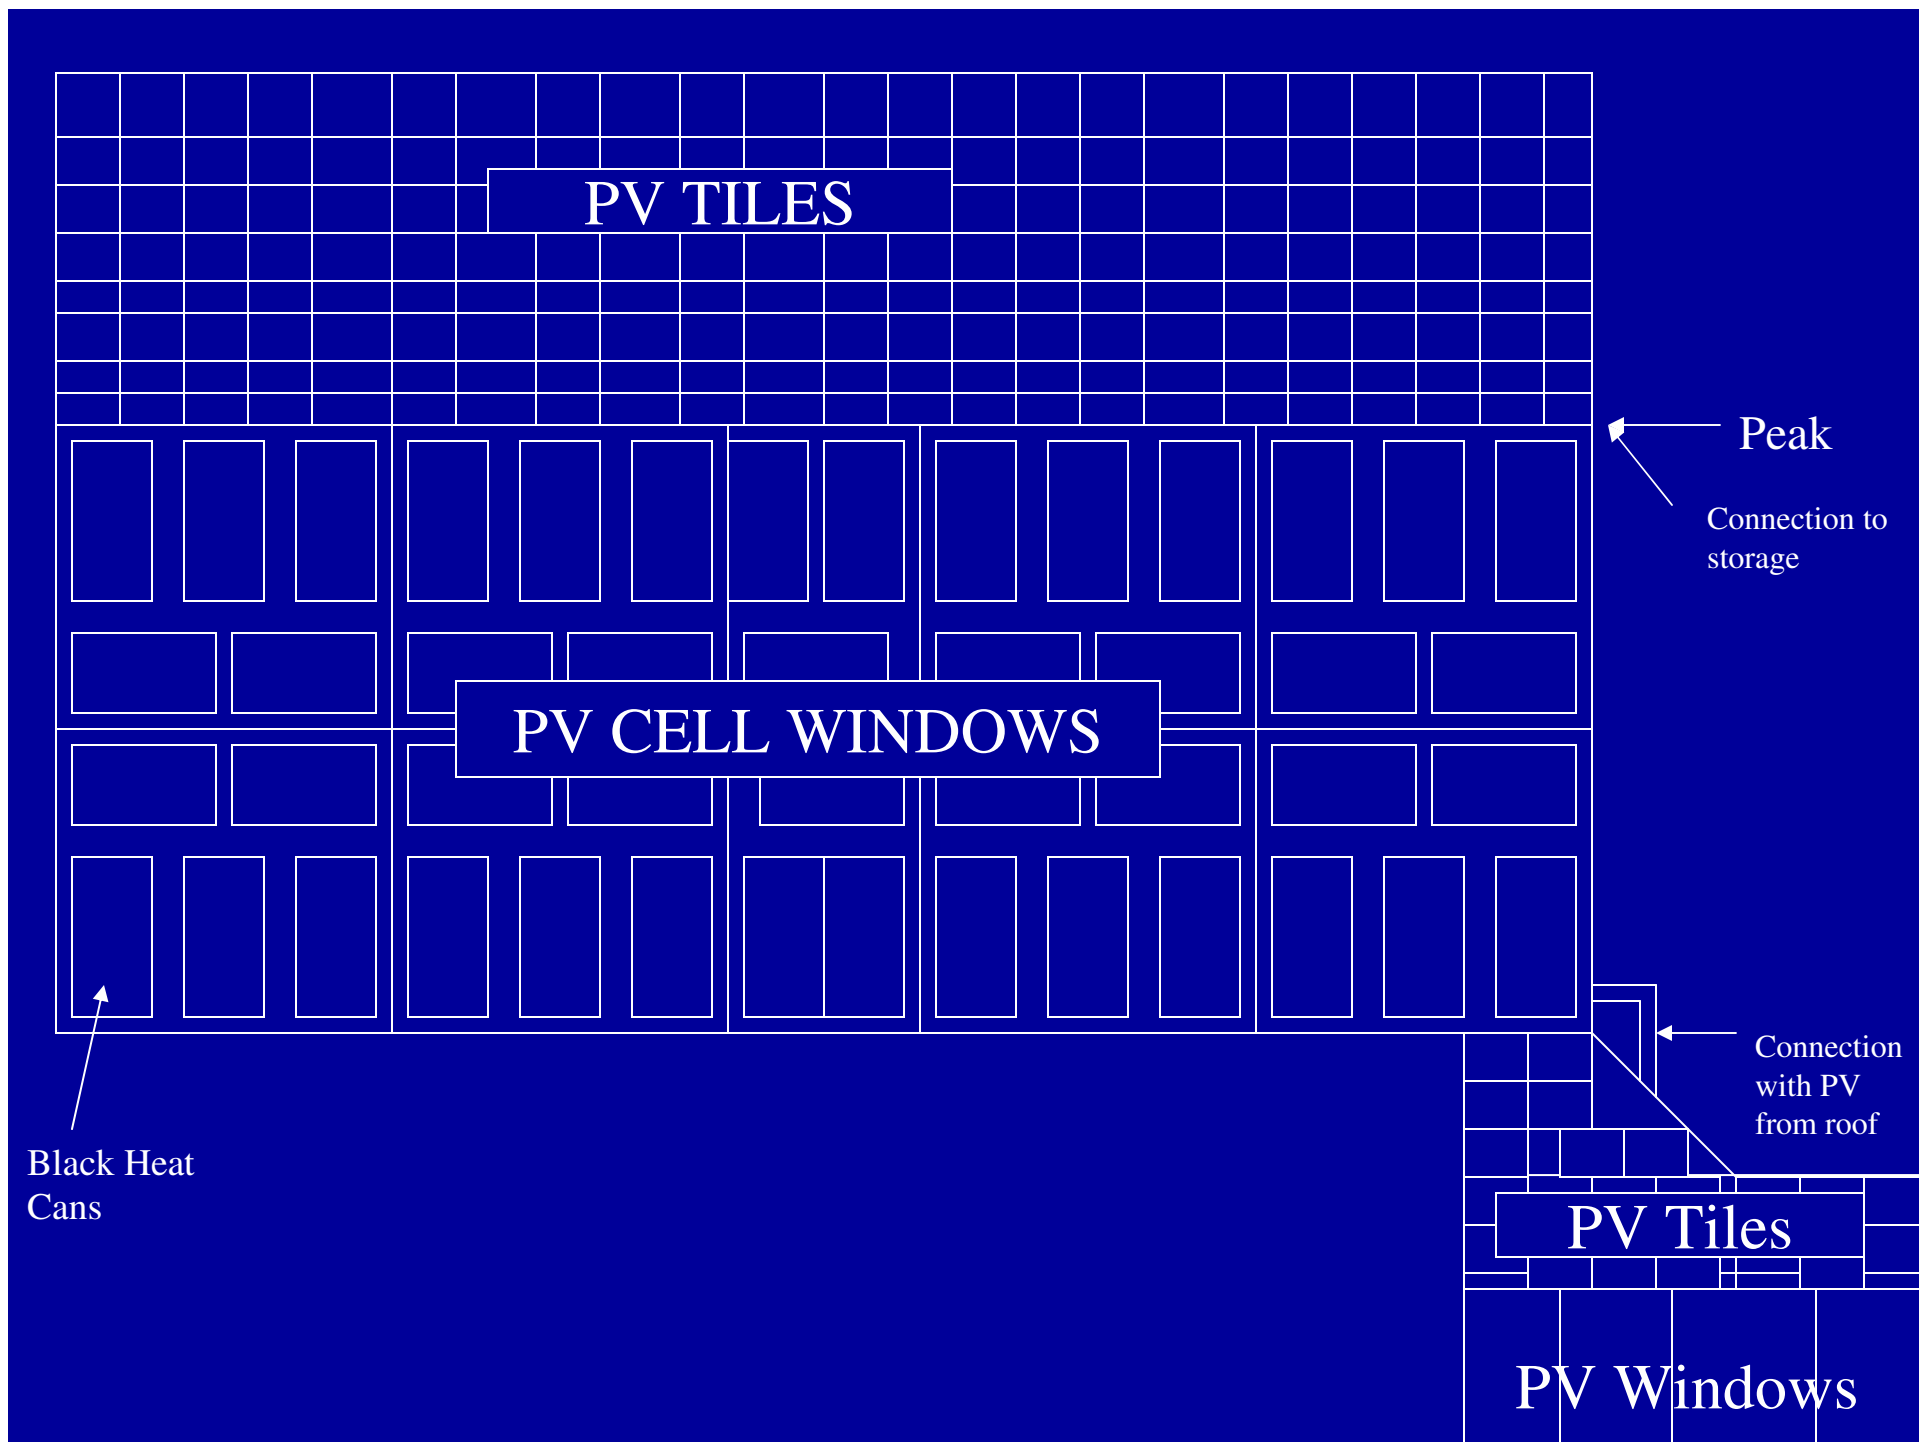 PV TILES
Peak
Connection to
storage
PV CELL WINDOWS
Connection
with PV
from roof
Black Heat
Cans
PV Tiles
PV Windows